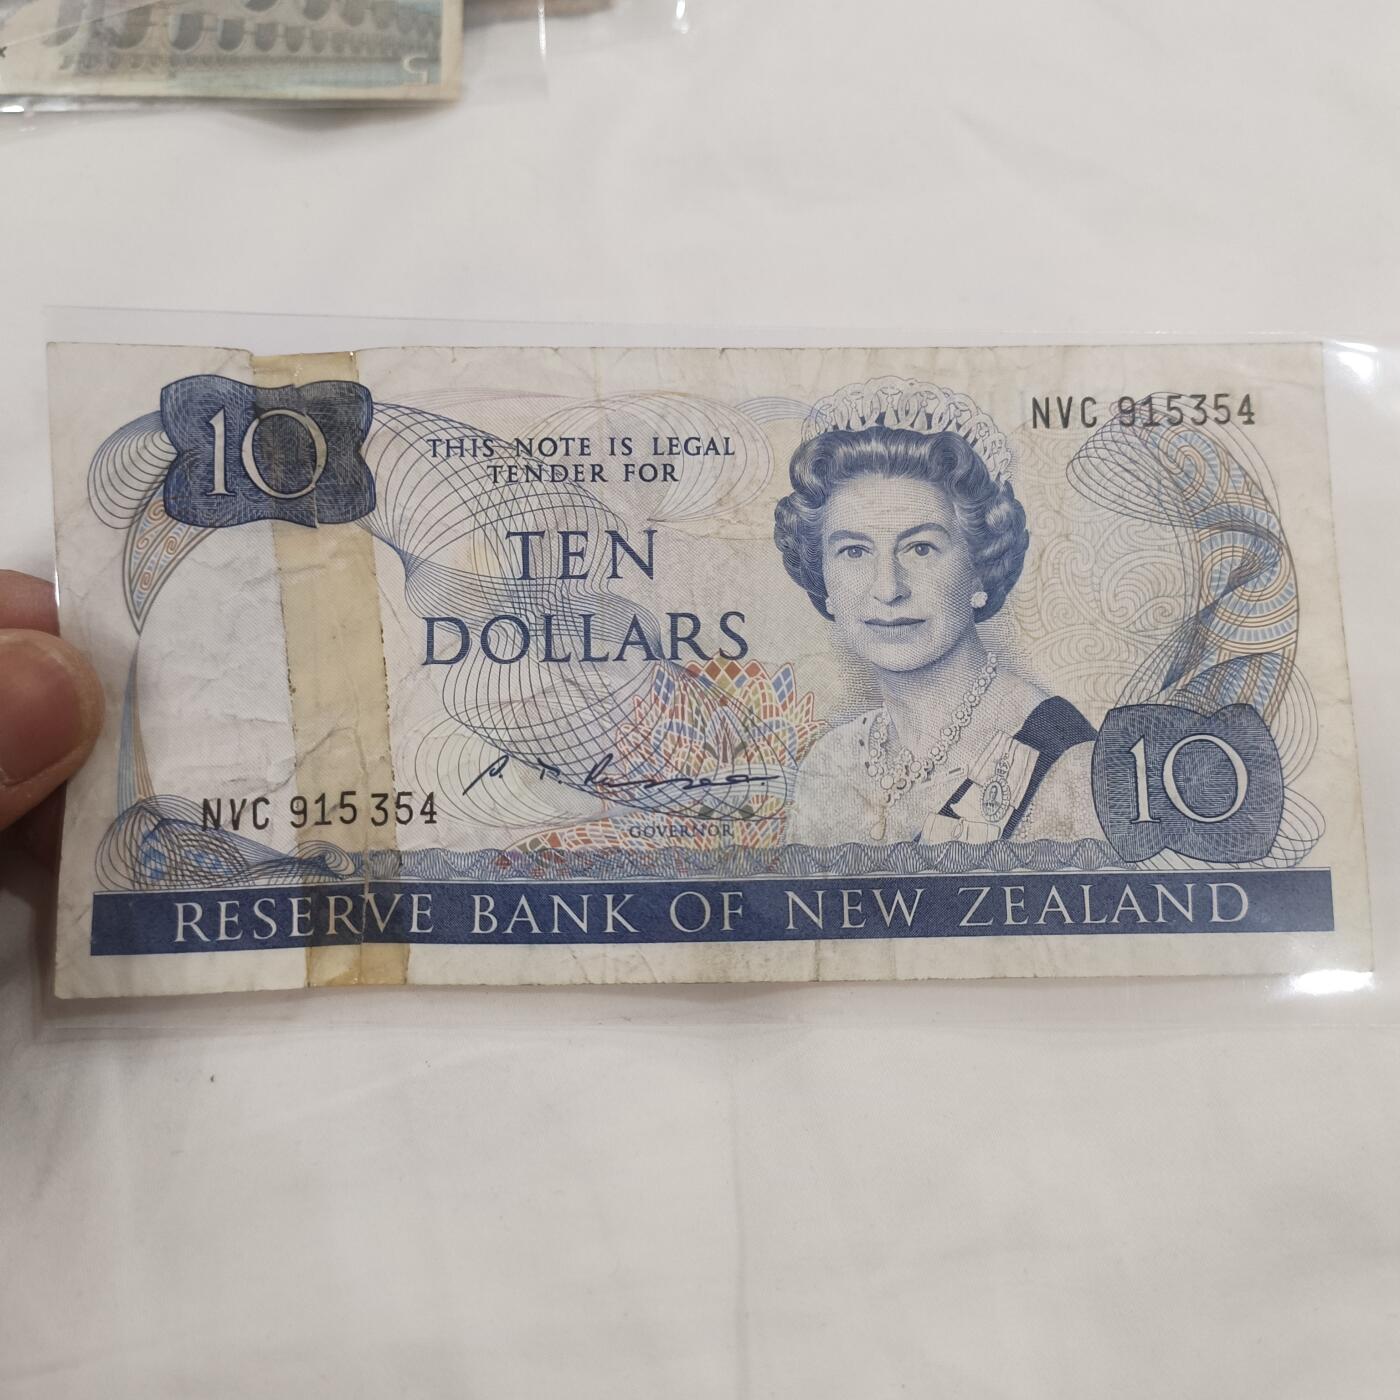 5
10
THIS NOTE IS LEGAL
TENDER FOR
TEN
DOLLARS
NVC 915354
NVC 915354
GOVERNOR
10
RESERVE BANK OF NEW ZEALAND